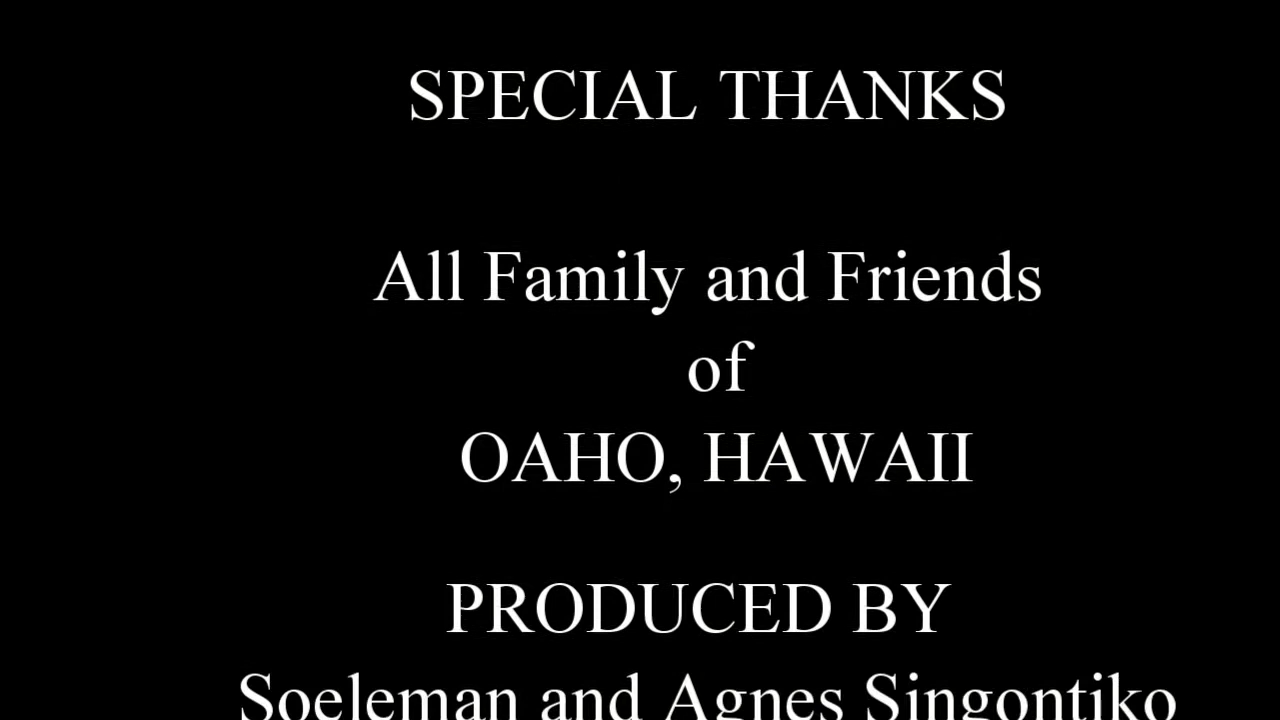 SPECIAL THANKS
All Family and Friends
of
OAHO, HAWAII
PRODUCED BY
Soeleman and Agnes Singontiko